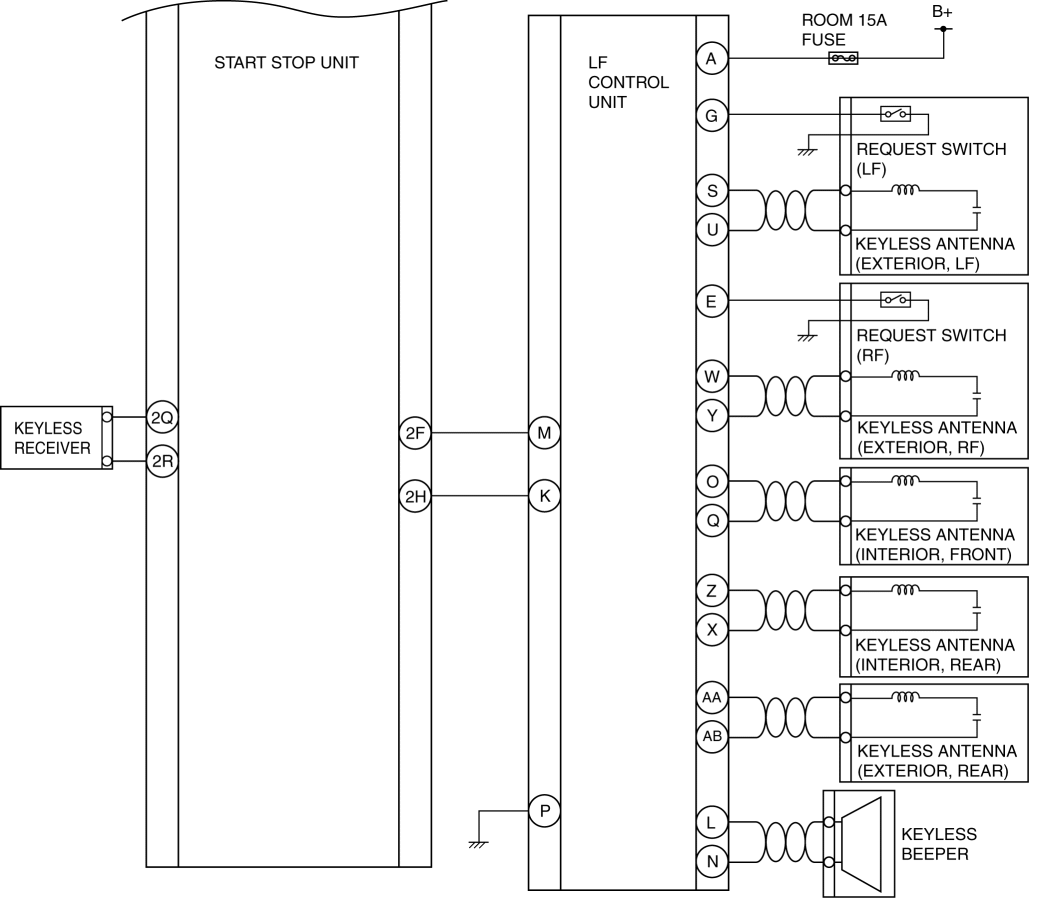 START STOP UNIT
LF
CONTROL
UNIT
ROOM 15A
FUSE
B+
A
G
REQUEST SWITCH
(LF)
S
U
KEYLESS ANTENNA
(EXTERIOR, LF)
E
REQUEST SWITCH
(RF)
W
Y
KEYLESS ANTENNA
(EXTERIOR, RF)
KEYLESS
RECEIVER
2Q
2R
2F
2H
M
K
O
Q
KEYLESS ANTENNA
(INTERIOR, FRONT)
Z
X
KEYLESS ANTENNA
(INTERIOR, REAR)
AA
AB
KEYLESS ANTENNA
(EXTERIOR, REAR)
P
L
N
KEYLESS
BEEPER